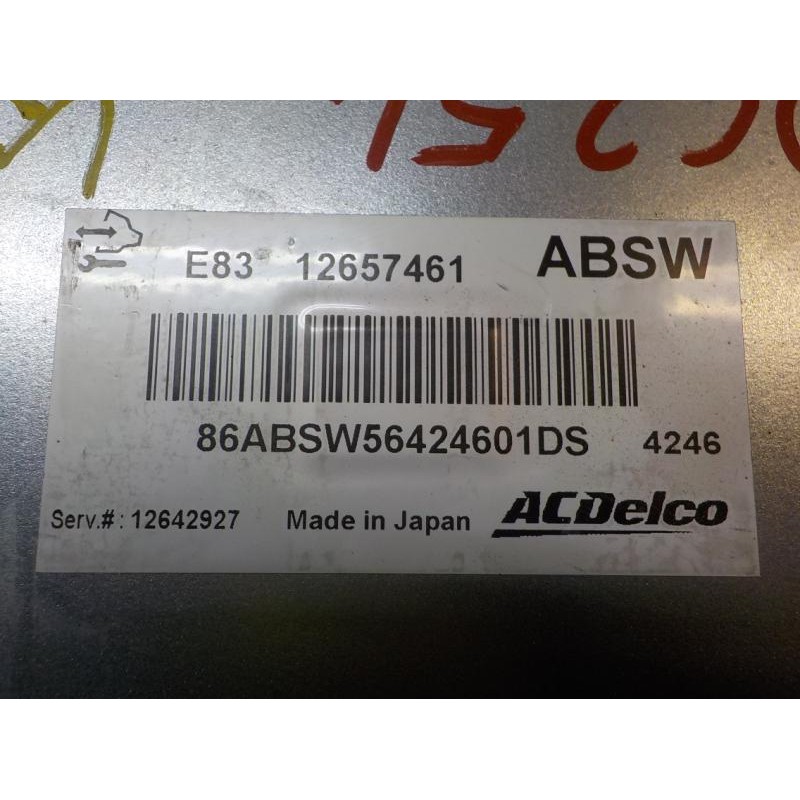 E83 12657461 ABSW
86ABSW56424601DS 4246
Serv.#: 12642927 Made in Japan ACDelco